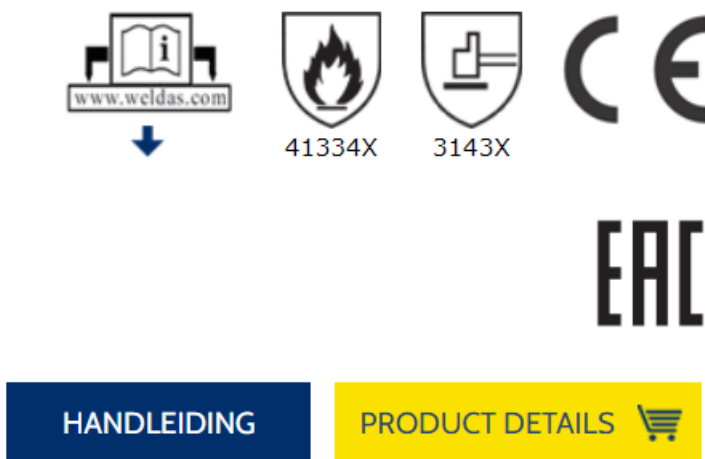 i
www.weldas.com
41334X
3143X
CE
EAC
HANDLEIDING
PRODUCT DETAILS